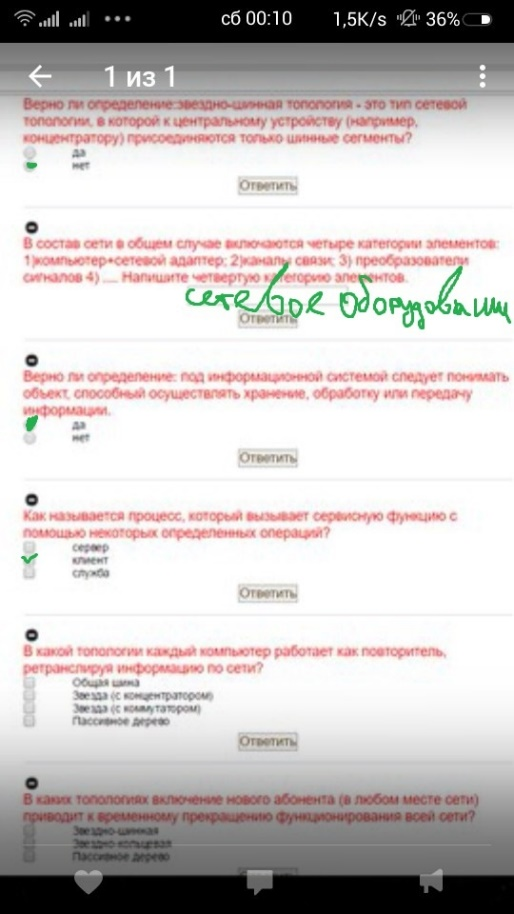 сб 00:10 1,5K/s 36%
1 из 1
Верно ли определение:звездно-шинная топология - это тип сетевой
топологии, в которой к центральному устройству (например,
концентратору) присоединяются только шинные сегменты?
да
нет
Ответить
В состав сети в общем случае включаются четыре категории элементов:
1)компьютер+сетевой адаптер; 2)каналы связи; 3) преобразователи
сигналов 4) .... Напишите четвертую категорию элементов.
сетевое оборудовании
Ответить
Верно ли определение: под информационной системой следует понимать
объект, способный осуществлять хранение, обработку или передачу
информации.
да
нет
Ответить
Как называется процесс, который вызывает сервисную функцию с
помощью некоторых определенных операций?
сервер
клиент
служба
Ответить
В какой топологии каждый компьютер работает как повторитель,
ретранслируя информацию по сети?
Общая шина
Звезда (с концентратором)
Звезда (с коммутатором)
Пассивное дерево
Ответить
В каких топологиях включение нового абонента (в любом месте сети)
приводит к временному прекращению функционирования всей сети?
Звездно-шинная
Звездно-кольцевая
Пассивное дерево